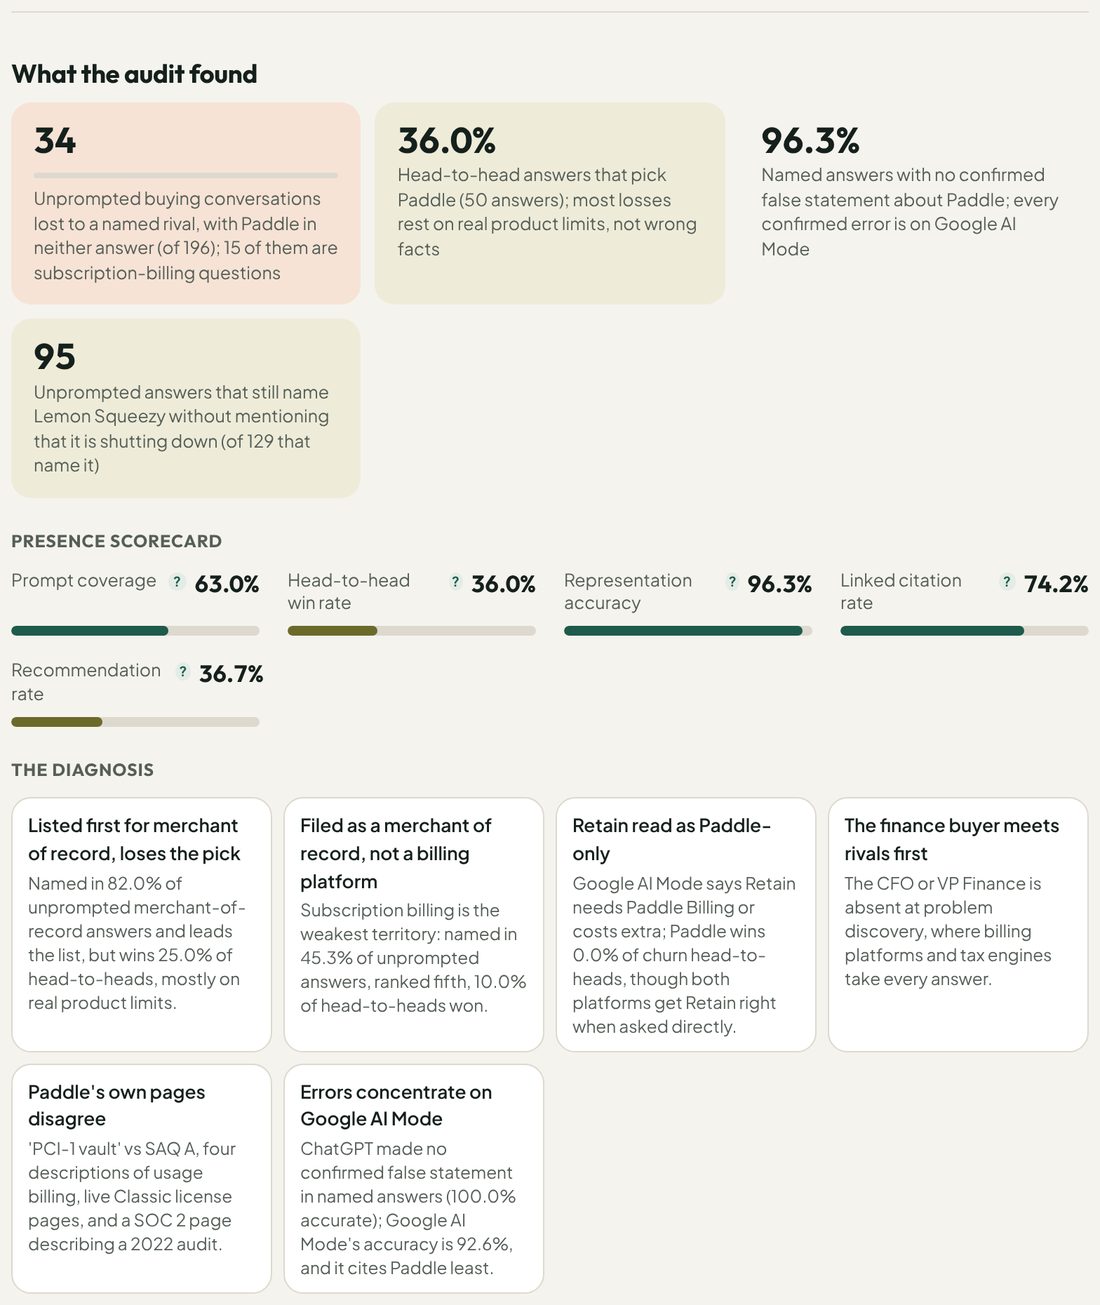 What the audit found
34
Unprompted buying conversations
lost to a named rival, with Paddle in
neither answer (of 196); 15 of them are
subscription-billing questions
36.0%
Head-to-head answers that pick
Paddle (50 answers); most losses
rest on real product limits, not wrong
facts
96.3%
Named answers with no confirmed
false statement about Paddle; every
confirmed error is on Google AI
Mode
95
Unprompted answers that still name
Lemon Squeezy without mentioning
that it is shutting down (of 129 that
name it)
PRESENCE SCORECARD
Prompt coverage ? 63.0%
Head-to-head
win rate
? 36.0%
Representation
accuracy
? 96.3%
Linked citation
rate
? 74.2%
Recommendation
rate
? 36.7%
THE DIAGNOSIS
Listed first for merchant
of record, loses the pick
Named in 82.0% of
unprompted merchant-of-
record answers and leads
the list, but wins 25.0% of
head-to-heads, mostly on
real product limits.
Filed as a merchant of
record, not a billing
platform
Subscription billing is the
weakest territory: named in
45.3% of unprompted
answers, ranked fifth, 10.0%
of head-to-heads won.
Retain read as Paddle-
only
Google AI Mode says Retain
needs Paddle Billing or
costs extra; Paddle wins
0.0% of churn head-to-
heads, though both
platforms get Retain right
when asked directly.
The finance buyer meets
rivals first
The CFO or VP Finance is
absent at problem
discovery, where billing
platforms and tax engines
take every answer.
Paddle's own pages
disagree
'PCI-1 vault' vs SAQ A, four
descriptions of usage
billing, live Classic license
pages, and a SOC 2 page
describing a 2022 audit.
Errors concentrate on
Google AI Mode
ChatGPT made no
confirmed false statement
in named answers (100.0%
accurate); Google AI
Mode's accuracy is 92.6%,
and it cites Paddle least.